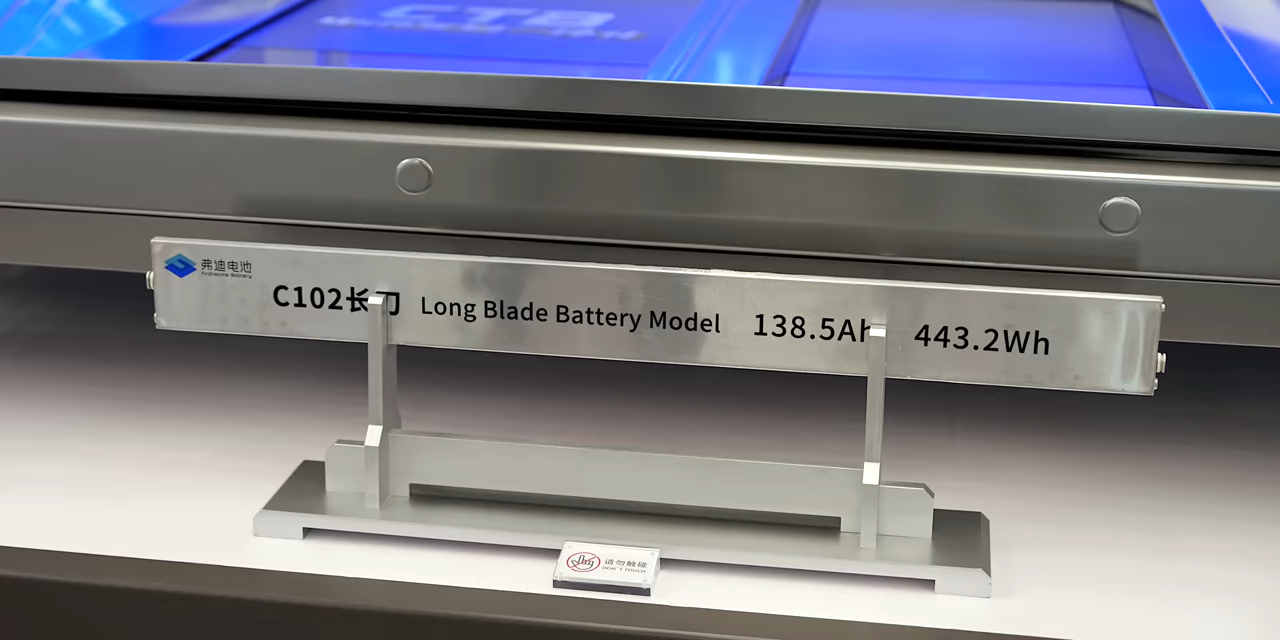 CTB
弗迪电池
FinDreams Battery
C102长刀 Long Blade Battery Model 138.5Ah 443.2Wh
请勿触碰
DON'T TOUCH